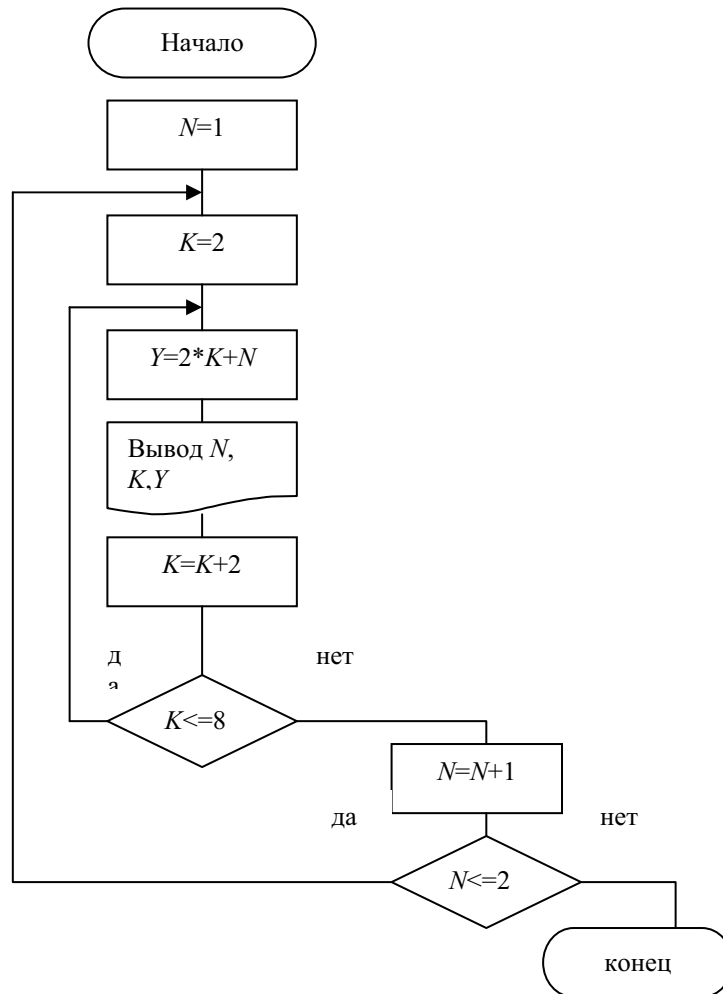 Начало
N=1
K=2
Y=2*K+N
Вывод N,
K,Y
K=K+2
д
а
нет
K<=8
N=N+1
да
нет
N<=2
конец